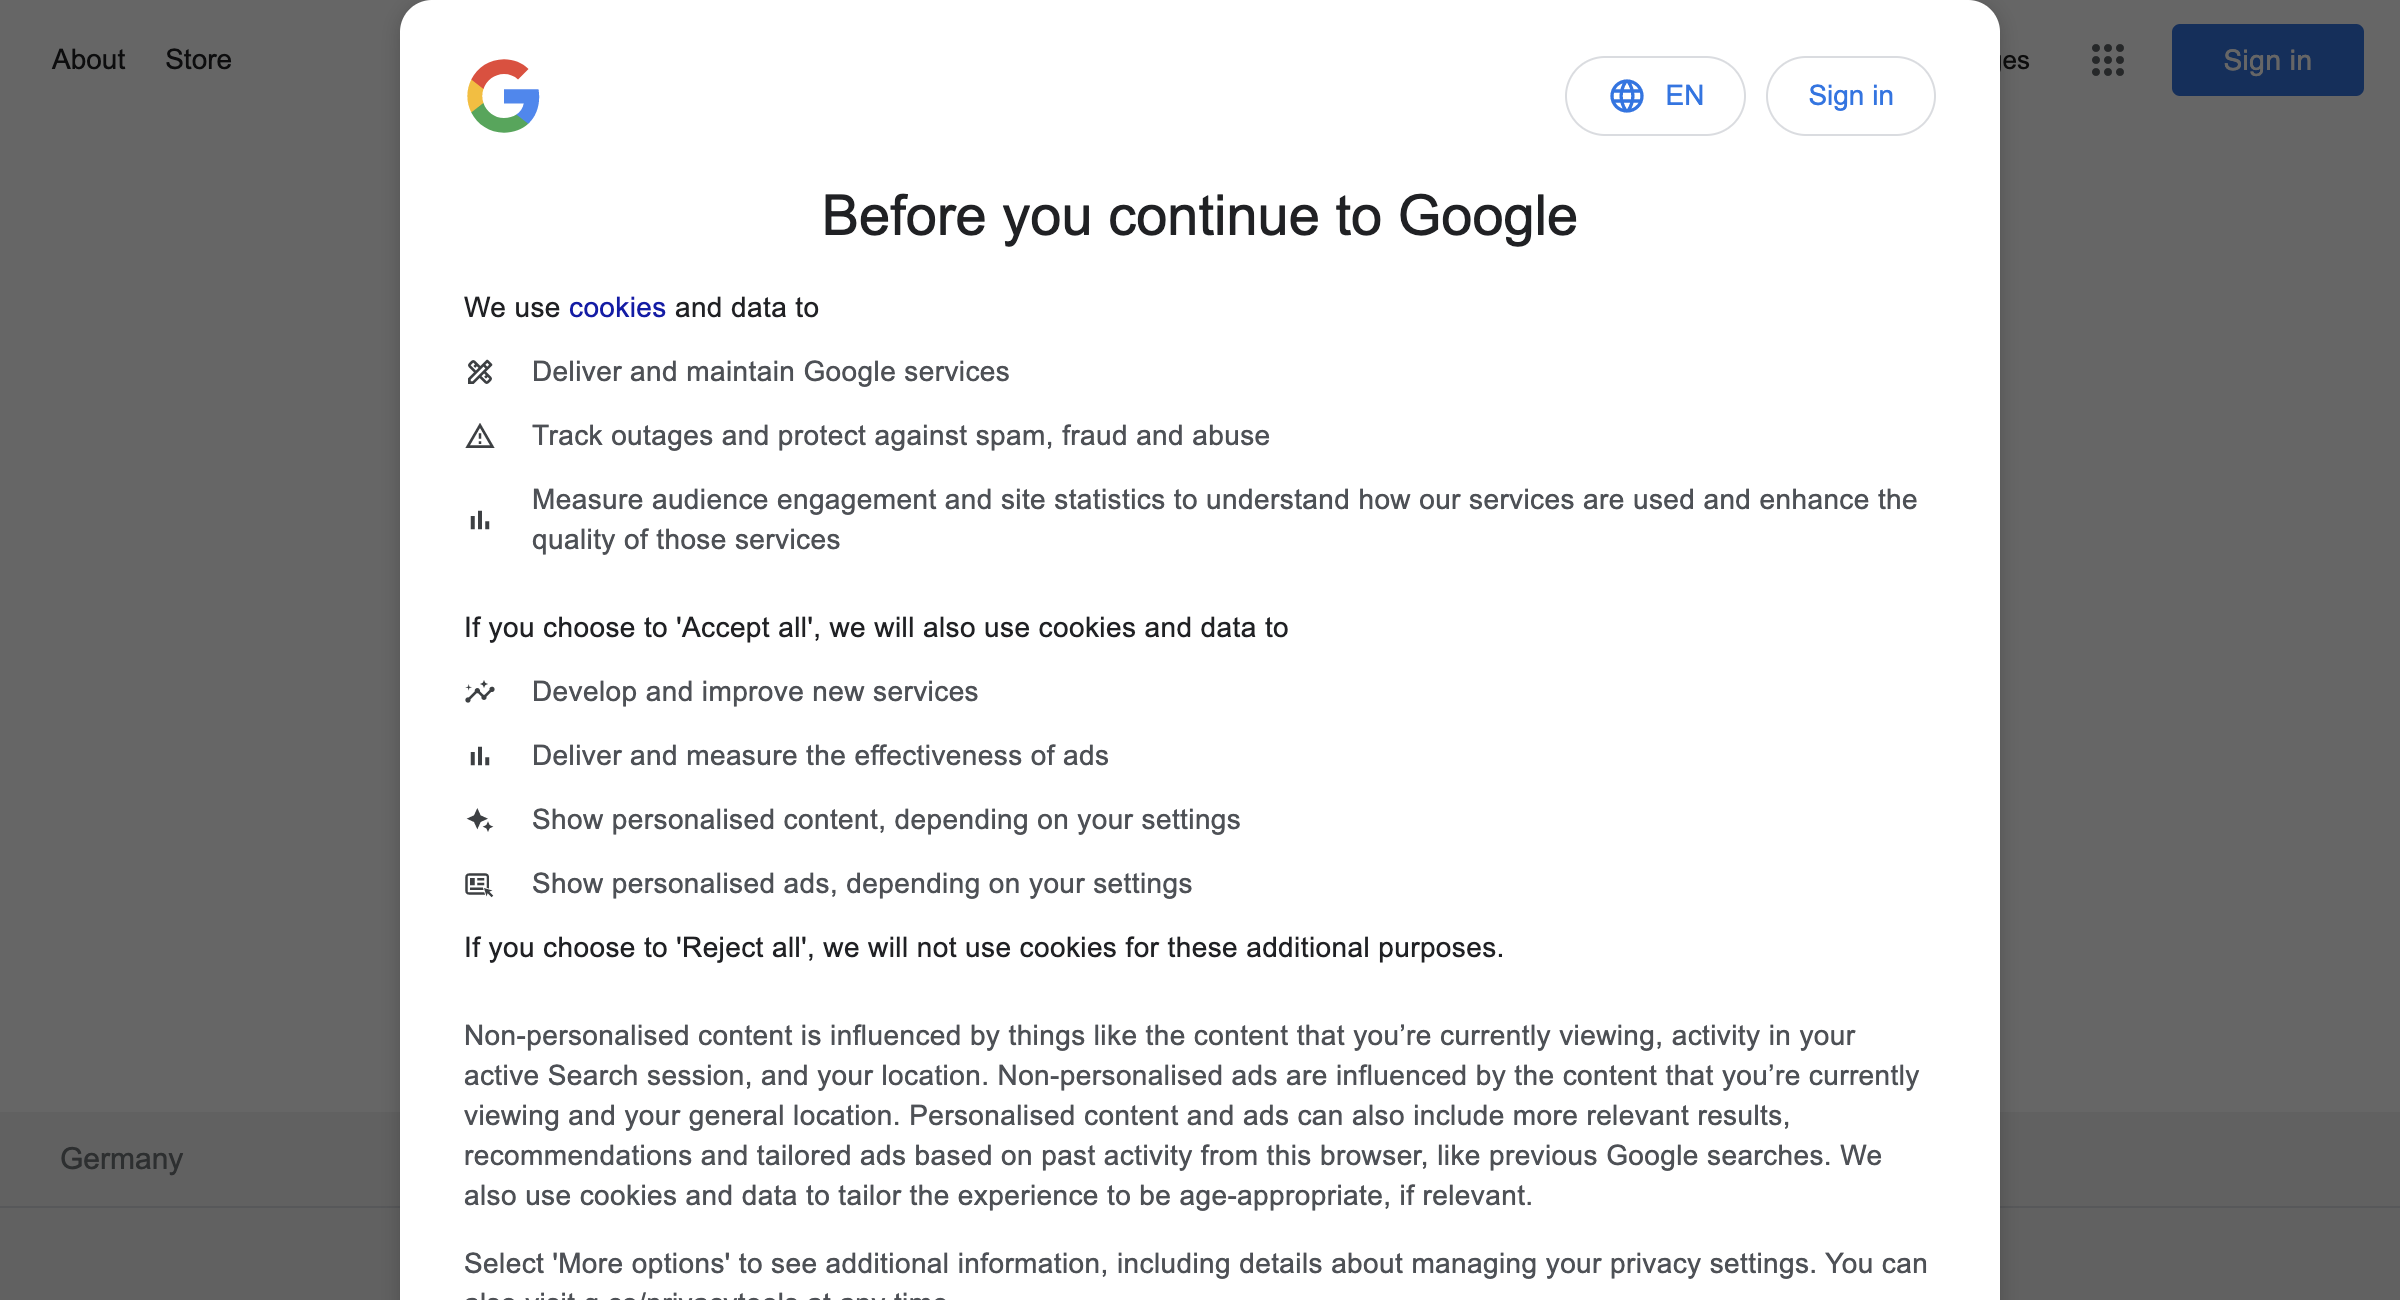 About Store
EN
Sign in
Sign in
Before you continue to Google
We use cookies and data to
Deliver and maintain Google services
Track outages and protect against spam, fraud and abuse
Measure audience engagement and site statistics to understand how our services are used and enhance the
quality of those services
If you choose to 'Accept all', we will also use cookies and data to
Develop and improve new services
Deliver and measure the effectiveness of ads
Show personalised content, depending on your settings
Show personalised ads, depending on your settings
If you choose to 'Reject all', we will not use cookies for these additional purposes.
Non-personalised content is influenced by things like the content that you’re currently viewing, activity in your
active Search session, and your location. Non-personalised ads are influenced by the content that you’re currently
viewing and your general location. Personalised content and ads can also include more relevant results,
recommendations and tailored ads based on past activity from this browser, like previous Google searches. We
also use cookies and data to tailor the experience to be age-appropriate, if relevant.
Germany
Select 'More options' to see additional information, including details about managing your privacy settings. You can
also visit g.co/privacytools at any time.